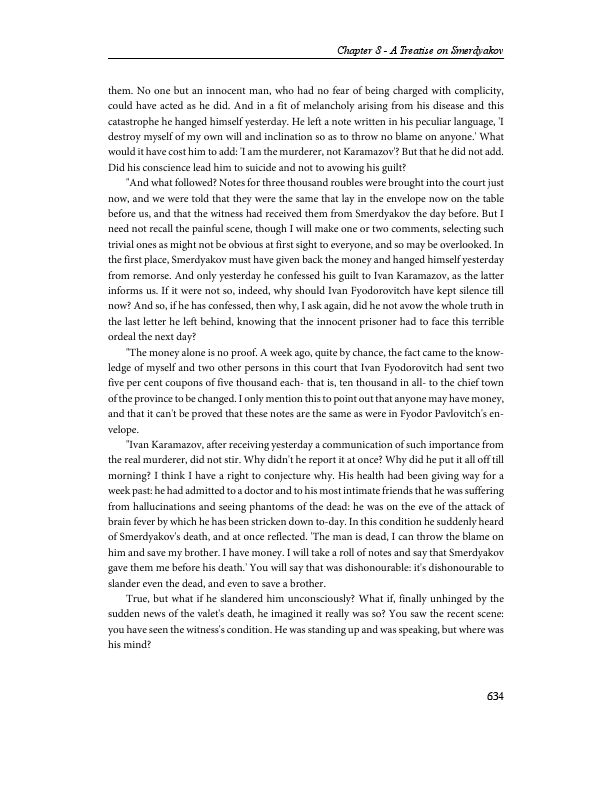 Chapter 8 - A Treatise on Smerdyakov
them. No one but an innocent man, who had no fear of being charged with complicity,
could have acted as he did. And in a fit of melancholy arising from his disease and this
catastrophe he hanged himself yesterday. He left a note written in his peculiar language, 'I
destroy myself of my own will and inclination so as to throw no blame on anyone.' What
would it have cost him to add: 'I am the murderer, not Karamazov'? But that he did not add.
Did his conscience lead him to suicide and not to avowing his guilt?
"And what followed? Notes for three thousand roubles were brought into the court just
now, and we were told that they were the same that lay in the envelope now on the table
before us, and that the witness had received them from Smerdyakov the day before. But I
need not recall the painful scene, though I will make one or two comments, selecting such
trivial ones as might not be obvious at first sight to everyone, and so may be overlooked. In
the first place, Smerdyakov must have given back the money and hanged himself yesterday
from remorse. And only yesterday he confessed his guilt to Ivan Karamazov, as the latter
informs us. If it were not so, indeed, why should Ivan Fyodorovitch have kept silence till
now? And so, if he has confessed, then why, I ask again, did he not avow the whole truth in
the last letter he left behind, knowing that the innocent prisoner had to face this terrible
ordeal the next day?
"The money alone is no proof. A week ago, quite by chance, the fact came to the know-
ledge of myself and two other persons in this court that Ivan Fyodorovitch had sent two
five per cent coupons of five thousand each- that is, ten thousand in all- to the chief town
of the province to be changed. I only mention this to point out that anyone may have money,
and that it can't be proved that these notes are the same as were in Fyodor Pavlovitch's en-
velope.
"Ivan Karamazov, after receiving yesterday a communication of such importance from
the real murderer, did not stir. Why didn't he report it at once? Why did he put it all off till
morning? I think I have a right to conjecture why. His health had been giving way for a
week past: he had admitted to a doctor and to his most intimate friends that he was suffering
from hallucinations and seeing phantoms of the dead: he was on the eve of the attack of
brain fever by which he has been stricken down to-day. In this condition he suddenly heard
of Smerdyakov's death, and at once reflected. 'The man is dead, I can throw the blame on
him and save my brother. I have money. I will take a roll of notes and say that Smerdyakov
gave them me before his death.' You will say that was dishonourable: it's dishonourable to
slander even the dead, and even to save a brother.
True, but what if he slandered him unconsciously? What if, finally unhinged by the
sudden news of the valet's death, he imagined it really was so? You saw the recent scene:
you have seen the witness's condition. He was standing up and was speaking, but where was
his mind?
634